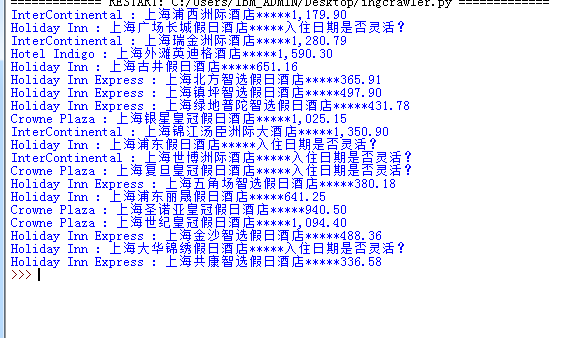 ============= RESTART: C:/Users/IBM_ADMIN/Desktop/ihgcrawler.py =============
InterContinental : 上海浦西洲际酒店*****1,179.90
Holiday Inn : 上海广场长城假日酒店*****入住日期是否灵活?
InterContinental : 上海瑞金洲际酒店*****1,280.79
Hotel Indigo : 上海外滩英迪格酒店*****1,590.30
Holiday Inn : 上海古井假日酒店*****651.16
Holiday Inn Express : 上海北方智选假日酒店*****365.91
Holiday Inn Express : 上海镇坪智选假日酒店*****497.90
Holiday Inn Express : 上海绿地普陀智选假日酒店*****431.78
Crowne Plaza : 上海银星皇冠假日酒店*****1,025.15
InterContinental : 上海锦江汤臣洲际大酒店*****1,350.90
Holiday Inn : 上海浦东假日酒店*****入住日期是否灵活?
InterContinental : 上海世博洲际酒店*****入住日期是否灵活?
Crowne Plaza : 上海复旦皇冠假日酒店*****入住日期是否灵活?
Holiday Inn Express : 上海五角场智选假日酒店*****380.18
Holiday Inn : 上海浦东丽晟假日酒店*****641.25
Crowne Plaza : 上海圣诺亚皇冠假日酒店*****940.50
Crowne Plaza : 上海世纪皇冠假日酒店*****1,094.40
Holiday Inn Express : 上海金沙智选假日酒店*****488.36
Holiday Inn : 上海大华锦绣假日酒店*****入住日期是否灵活?
Holiday Inn Express : 上海共康智选假日酒店*****336.58
>>>